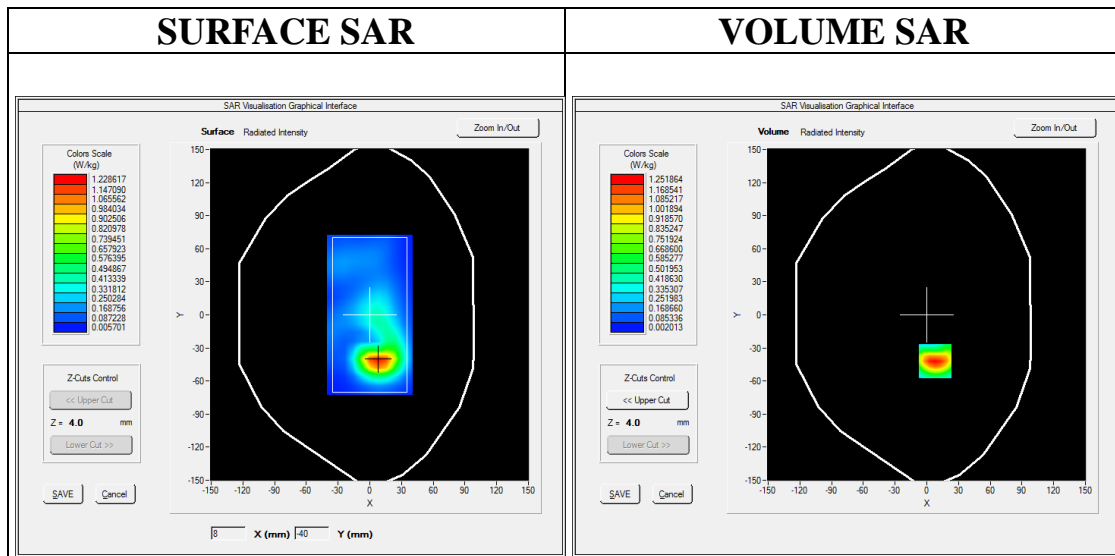 SURFACE SAR
VOLUME SAR
SAR Visualisation Graphical Interface
Surface Radiated Intensity
Zoom In/Out
Colors Scale
(W/kg)
1.228617
1.147090
1.065562
0.984034
0.902506
0.820978
0.739451
0.657923
0.576395
0.494867
0.413339
0.331812
0.250284
0.168756
0.087228
0.005701
Z-Cuts Control
<< Upper Cut
Z = 4.0 mm
Lower Cut >>
SAVE
Cancel
150
120
90
60
30
0
-30
-60
-90
-120
-150
Y
-150 -120 -90 -60 -30 0 30 60 90 120 150
X
8 X (mm) -40 Y (mm)
SAR Visualisation Graphical Interface
Volume Radiated Intensity
Zoom In/Out
Colors Scale
(W/kg)
1.251864
1.168541
1.085217
1.001894
0.918570
0.835247
0.751924
0.668600
0.585277
0.501953
0.418630
0.335307
0.251983
0.168660
0.085336
0.002013
Z-Cuts Control
<< Upper Cut
Z = 4.0 mm
Lower Cut >>
SAVE
Cancel
150
120
90
60
30
0
-30
-60
-90
-120
-150
Y
-150 -120 -90 -60 -30 0 30 60 90 120 150
X